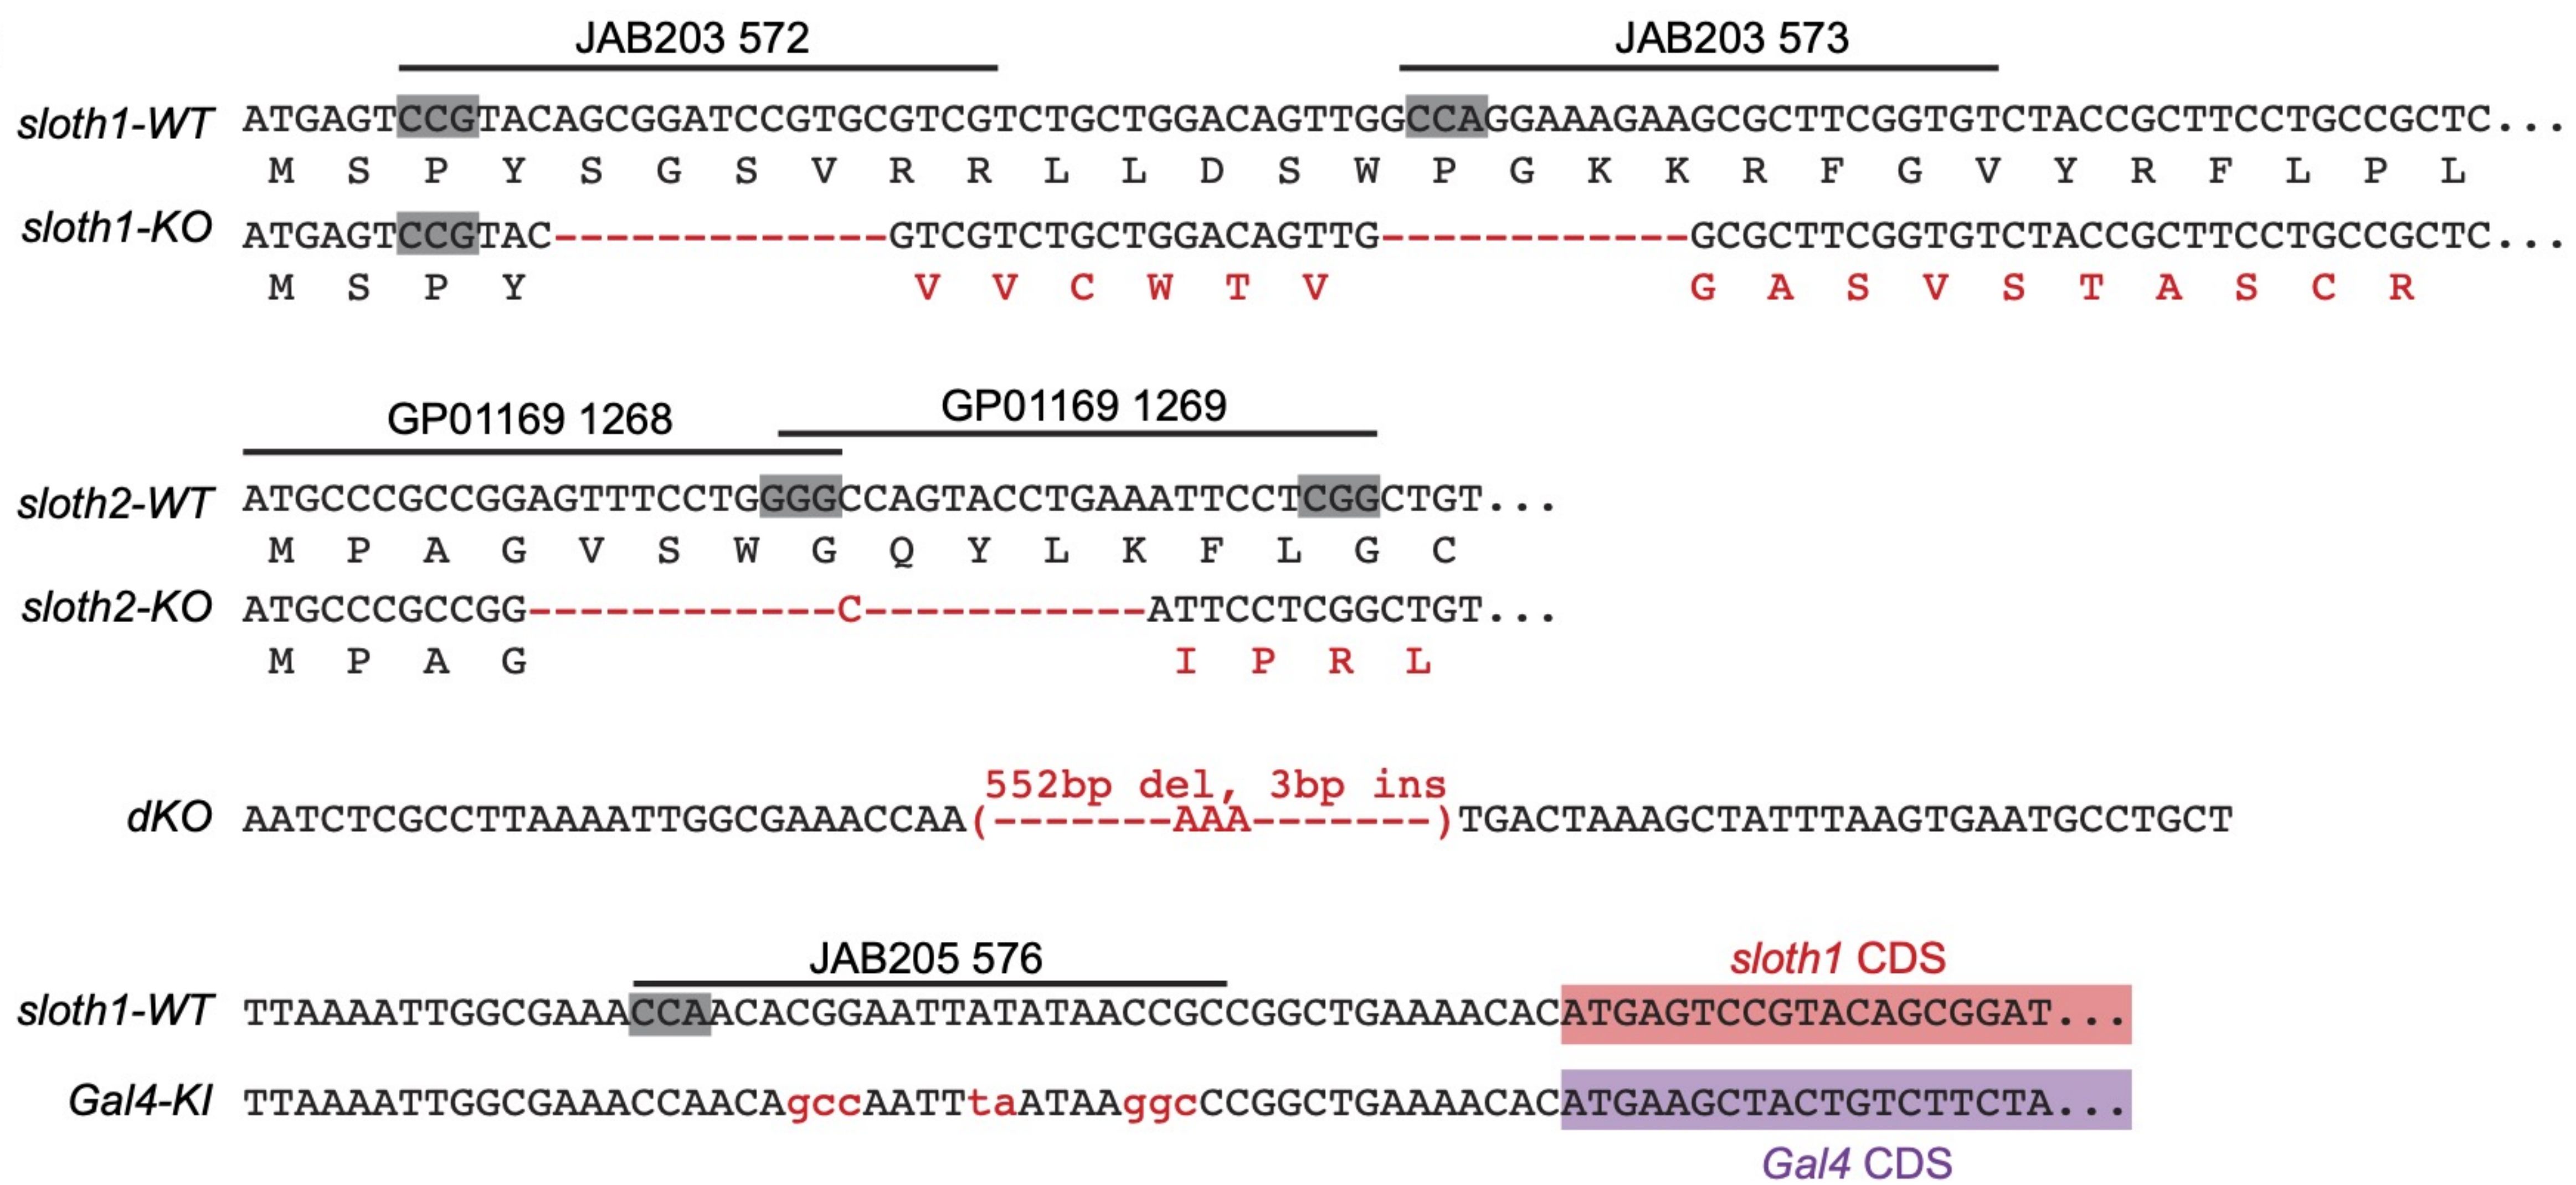 JAB203 572 JAB203 573
sloth1-WT ATGAGTCCGTACAGCGGATCCGTGCGTCGTCTGCTGGACAGTTGGCCAGGAAAGAAGCGCTTCGGTGTCTACCGCTTCCTGCCGCTC...
M S P Y S G S V R R L L D S W P G K K R F G V Y R F L P L
sloth1-KO ATGAGTCCGTAC-------------GTCGTCTGCTGGACAGTTG------------GCGCTTCGGTGTCTACCGCTTCCTGCCGCTC...
M S P Y V V C W T V G A S V S T A S C R
GP01169 1268 GP01169 1269
sloth2-WT ATGCCCGCCGGAGTTTCCTGGGGCCAGTACCTGAAATTCCTCGGCTGT...
M P A G V S W G Q Y L K F L G C
sloth2-KO ATGCCCGCCGG------------C-----------ATTCCTCGGCTGT...
M P A G I P R L
552bp del, 3bp ins
dKO AATCTCGCCTTAAAATTGGCGAAACCAA(-------AAA-------)TGACTAAAGCTATTTAAGTGAATGCCTGCT
JAB205 576 sloth1 CDS
sloth1-WT TTAAAATTGGCGAAACCAACACGGAATTATATAACCGCCGGCTGAAAACACATGAGTCCGTACAGCGGAT...
Gal4-KI TTAAAATTGGCGAAACCAACAgccAATTtaATAAggcCCGGCTGAAAACACATGAAGCTACTGTCTTCTA...
Gal4 CDS